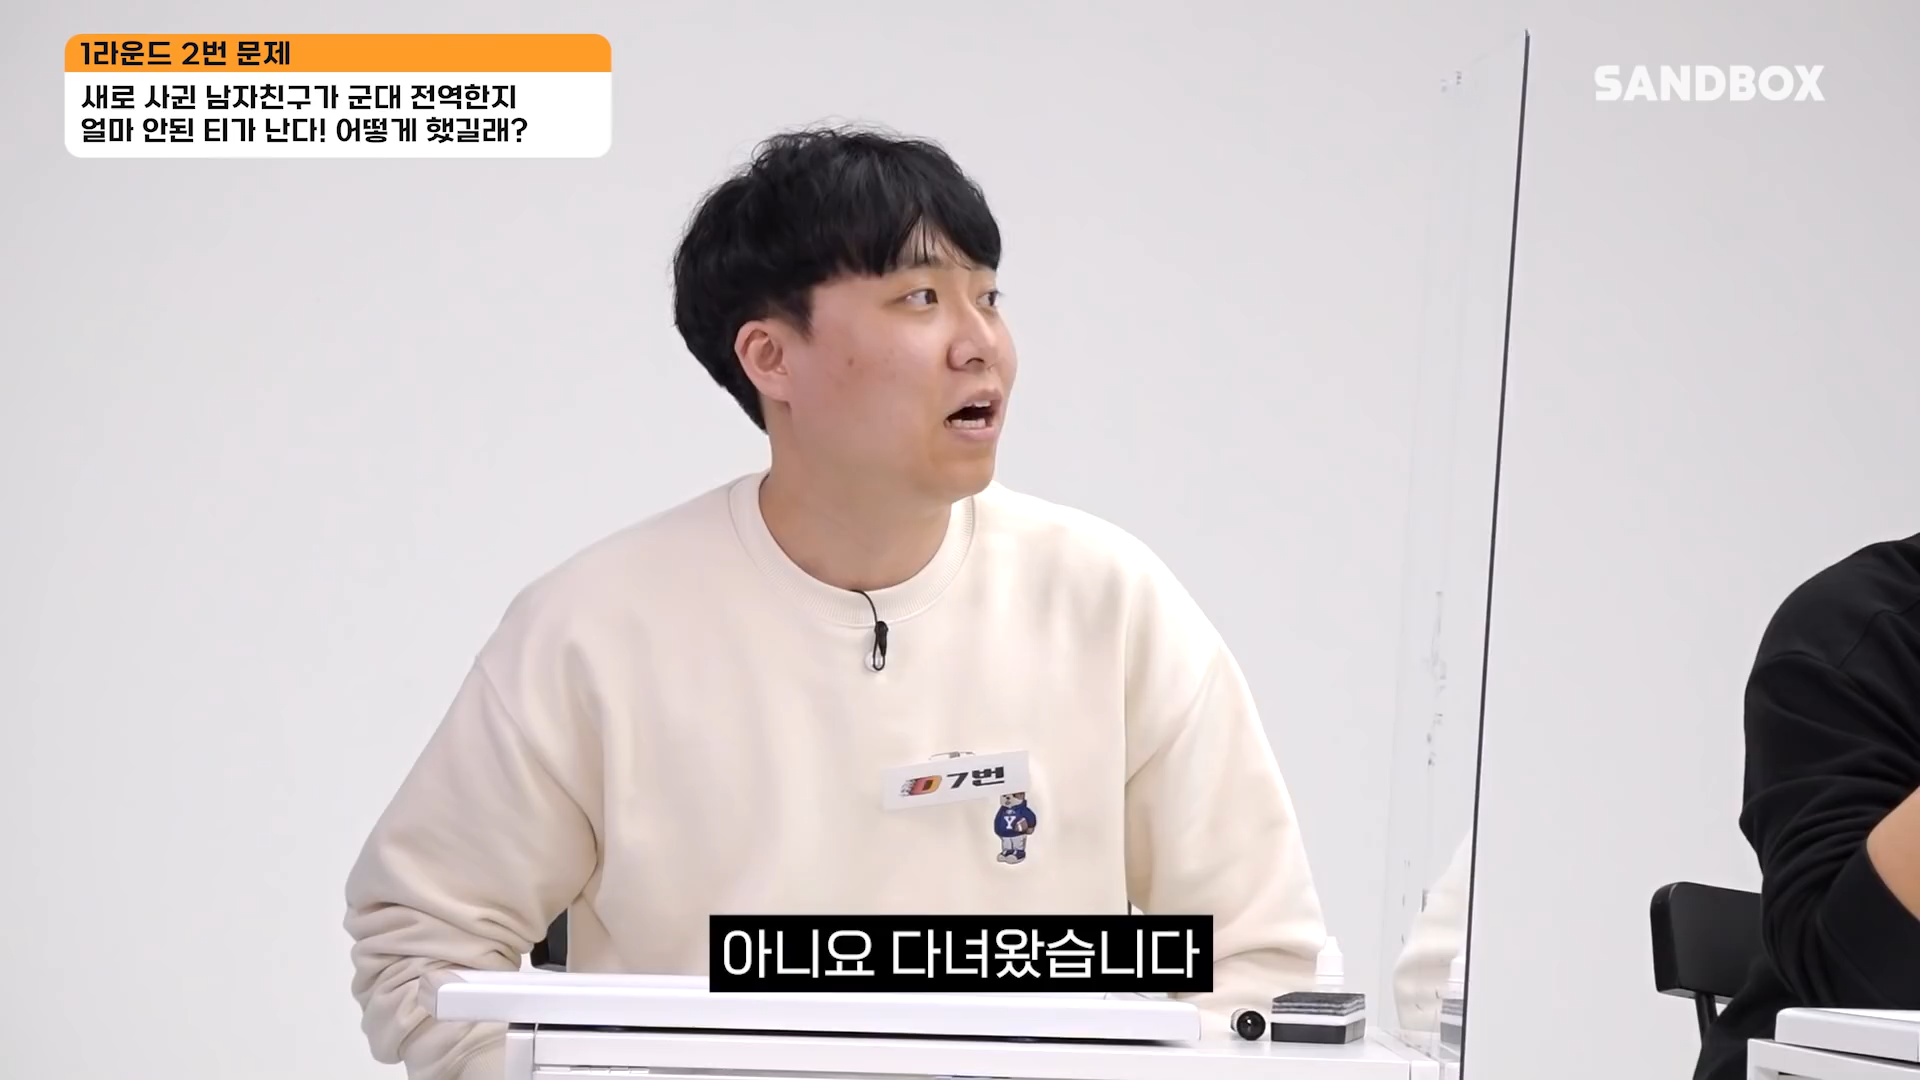 1라운드 2번 문제
새로 사귄 남자친구가 군대 전역한지
얼마 안된 티가 난다! 어떻게 했길래?
SANDBOX
D 7번
Y
아니요 다녀왔습니다